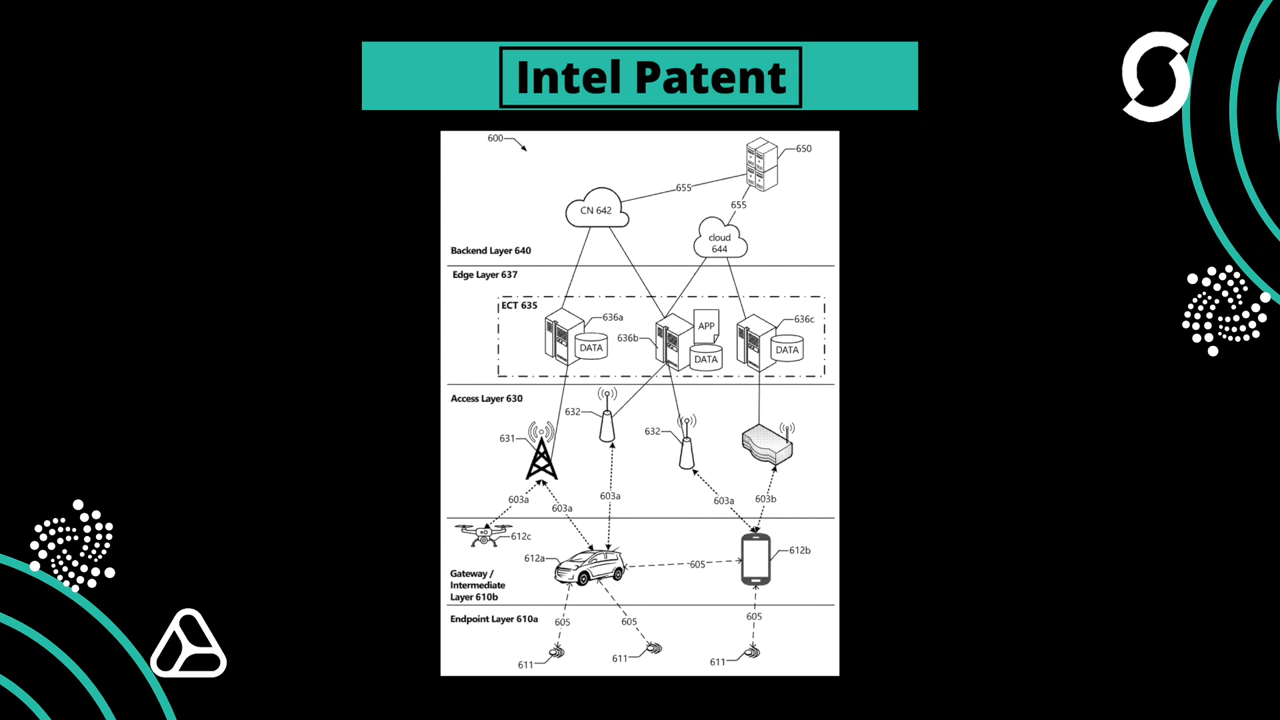 Intel Patent
600
650
655
CN 642
655
cloud
644
Backend Layer 640
Edge Layer 637
ECT 635
636a
APP
636c
636b
DATA
DATA
DATA
Access Layer 630
632
632
631
603a
603a
603a
603a
603b
612c
612a
612b
605
Gateway /
Intermediate
Layer 610b
Endpoint Layer 610a
605
605
605
611
611
611